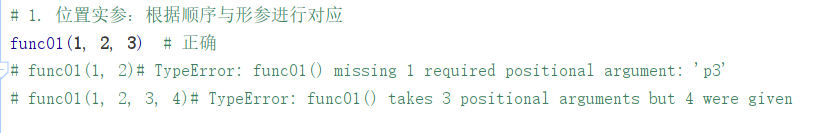 # 1. 位置实参：根据顺序与形参进行对应
func01(1, 2, 3)  # 正确
# func01(1, 2)# TypeError: func01() missing 1 required positional argument: 'p3'
# func01(1, 2, 3, 4)# TypeError: func01() takes 3 positional arguments but 4 were given